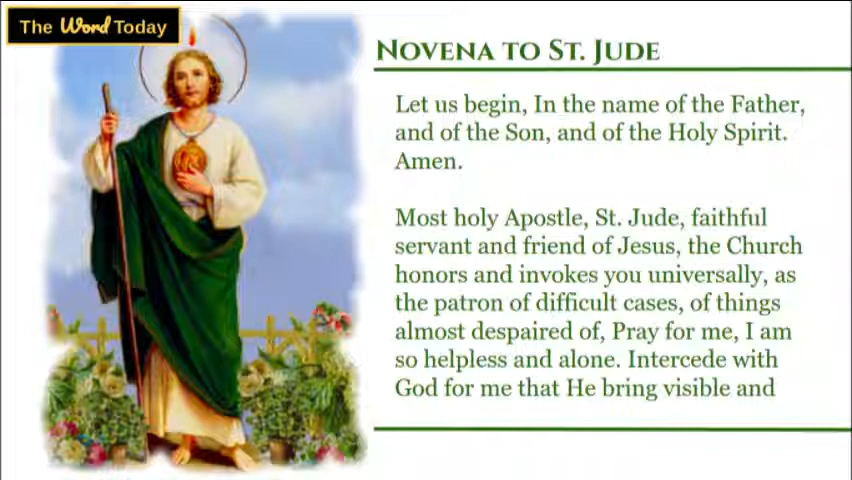 The Word Today
NOVENA TO ST. JUDE
Let us begin, In the name of the Father,
and of the Son, and of the Holy Spirit.
Amen.
Most holy Apostle, St. Jude, faithful
servant and friend of Jesus, the Church
honors and invokes you universally, as
the patron of difficult cases, of things
almost despaired of, Pray for me, I am
so helpless and alone. Intercede with
God for me that He bring visible and